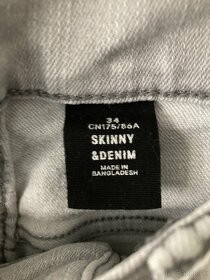 34
CN175/86A
SKINNY
&DENIM
MADE IN
BANGLADESH